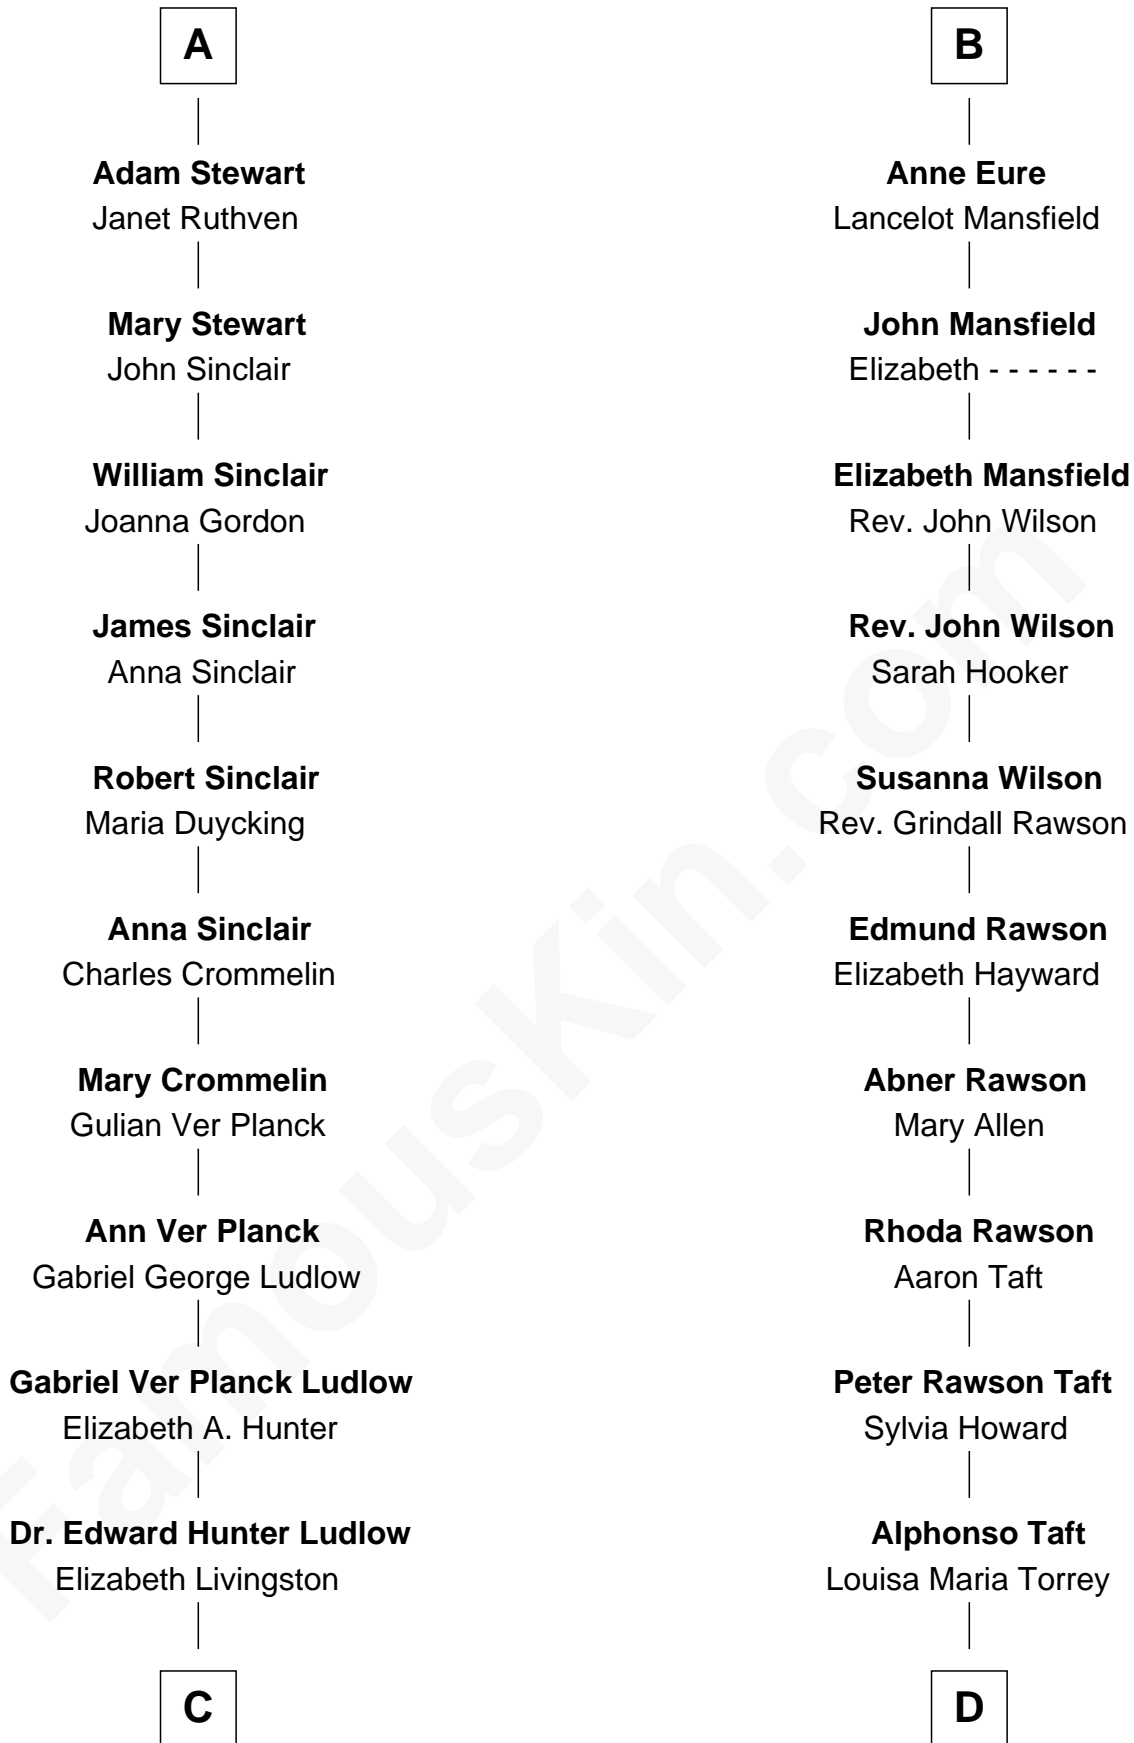 A
Adam Stewart
Janet Ruthven
Mary Stewart
John Sinclair
William Sinclair
Joanna Gordon
James Sinclair
Anna Sinclair
Robert Sinclair
Maria Duycking
Anna Sinclair
Charles Crommelin
Mary Crommelin
Gulian Ver Planck
Ann Ver Planck
Gabriel George Ludlow
Gabriel Ver Planck Ludlow
Elizabeth A. Hunter
Dr. Edward Hunter Ludlow
Elizabeth Livingston
C
B
Anne Eure
Lancelot Mansfield
John Mansfield
Elizabeth - - - - - -
Elizabeth Mansfield
Rev. John Wilson
Rev. John Wilson
Sarah Hooker
Susanna Wilson
Rev. Grindall Rawson
Edmund Rawson
Elizabeth Hayward
Abner Rawson
Mary Allen
Rhoda Rawson
Aaron Taft
Peter Rawson Taft
Sylvia Howard
Alphonso Taft
Louisa Maria Torrey
D
FamousKin.com